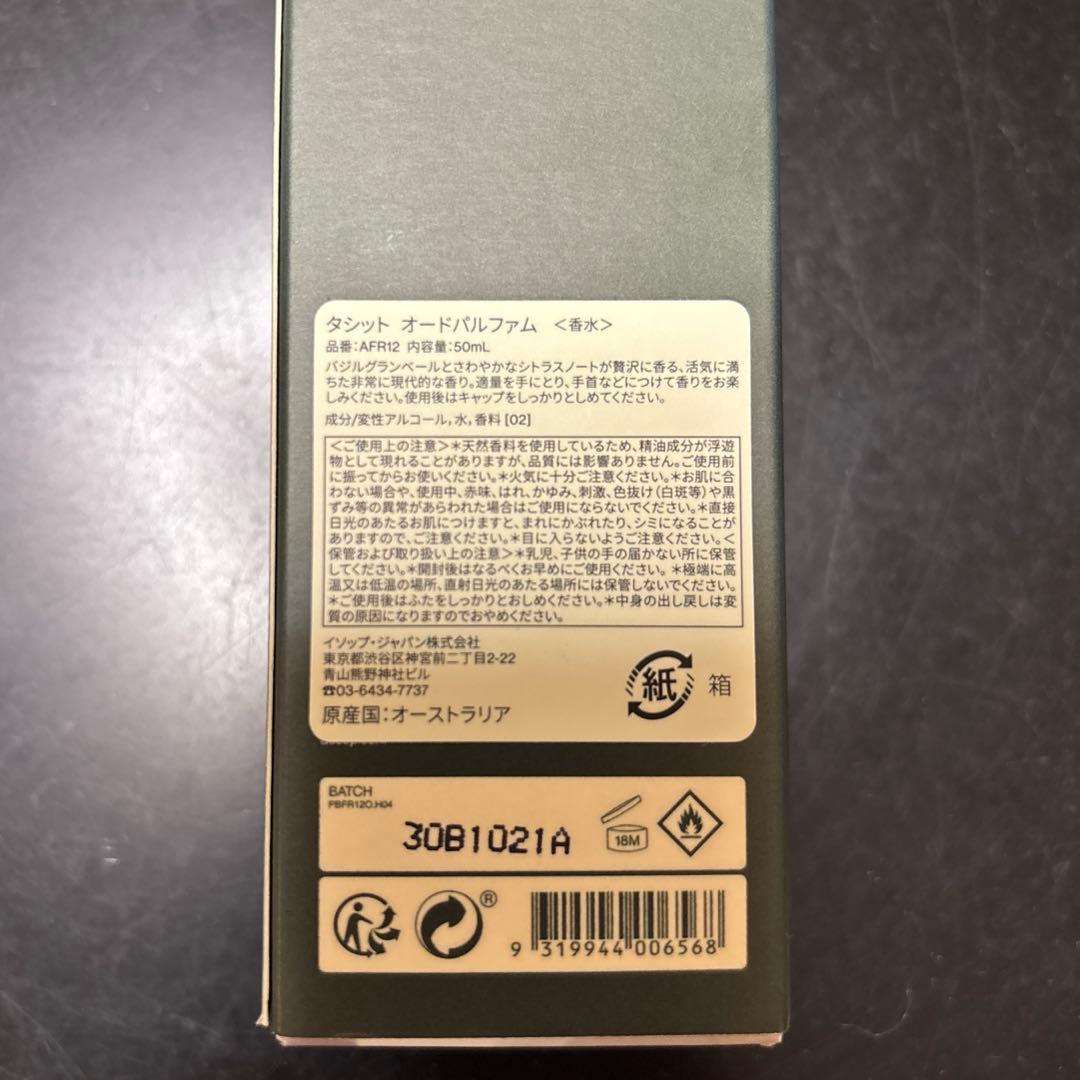 タシット オードパルファム ＜香水＞
品番：AFR12 内容量：50mL
バジルグランベールとさわやかなシトラスノートが贅沢に香る、活気に満
ちた非常に現代的な香り。適量を手にとり、手首などにつけて香りをお楽
しみください。使用後はキャップをしっかりとしめてください。
成分/変性アルコール，水，香料 [02]
＜ご使用上の注意＞＊天然香料を使用しているため、精油成分が浮遊
物として現れることがありますが、品質には影響ありません。ご使用前
に振ってからお使いください。＊火気に十分ご注意ください。＊お肌に合
わない場合や、使用中、赤味、はれ、かゆみ、刺激、色抜け（白斑等）や黒
ずみ等の異常があらわれた場合はご使用にならないでください。＊直接
日光のあたるお肌につけますと、まれにかぶれたり、シミになることが
ありますので、ご注意ください。＊目に入らないようご注意ください。＜
保管および取り扱い上の注意＞＊乳児、子供の手の届かない所に保管
してください。＊開封後はなるべくお早めにご使用ください。＊極端に高
温又は低温の場所、直射日光のあたる場所には保管しないでください。
＊ご使用後はふたをしっかりとおしめください。＊中身の出し戻しは変
質の原因になりますのでおやめください。
イソップ・ジャパン株式会社
東京都渋谷区神宮前二丁目2-22
青山熊野神社ビル
☎03-6434-7737
紙 箱
原産国：オーストラリア
BATCH
PBFR12O.H04
30B1021A
18M
®
9 319944 006568